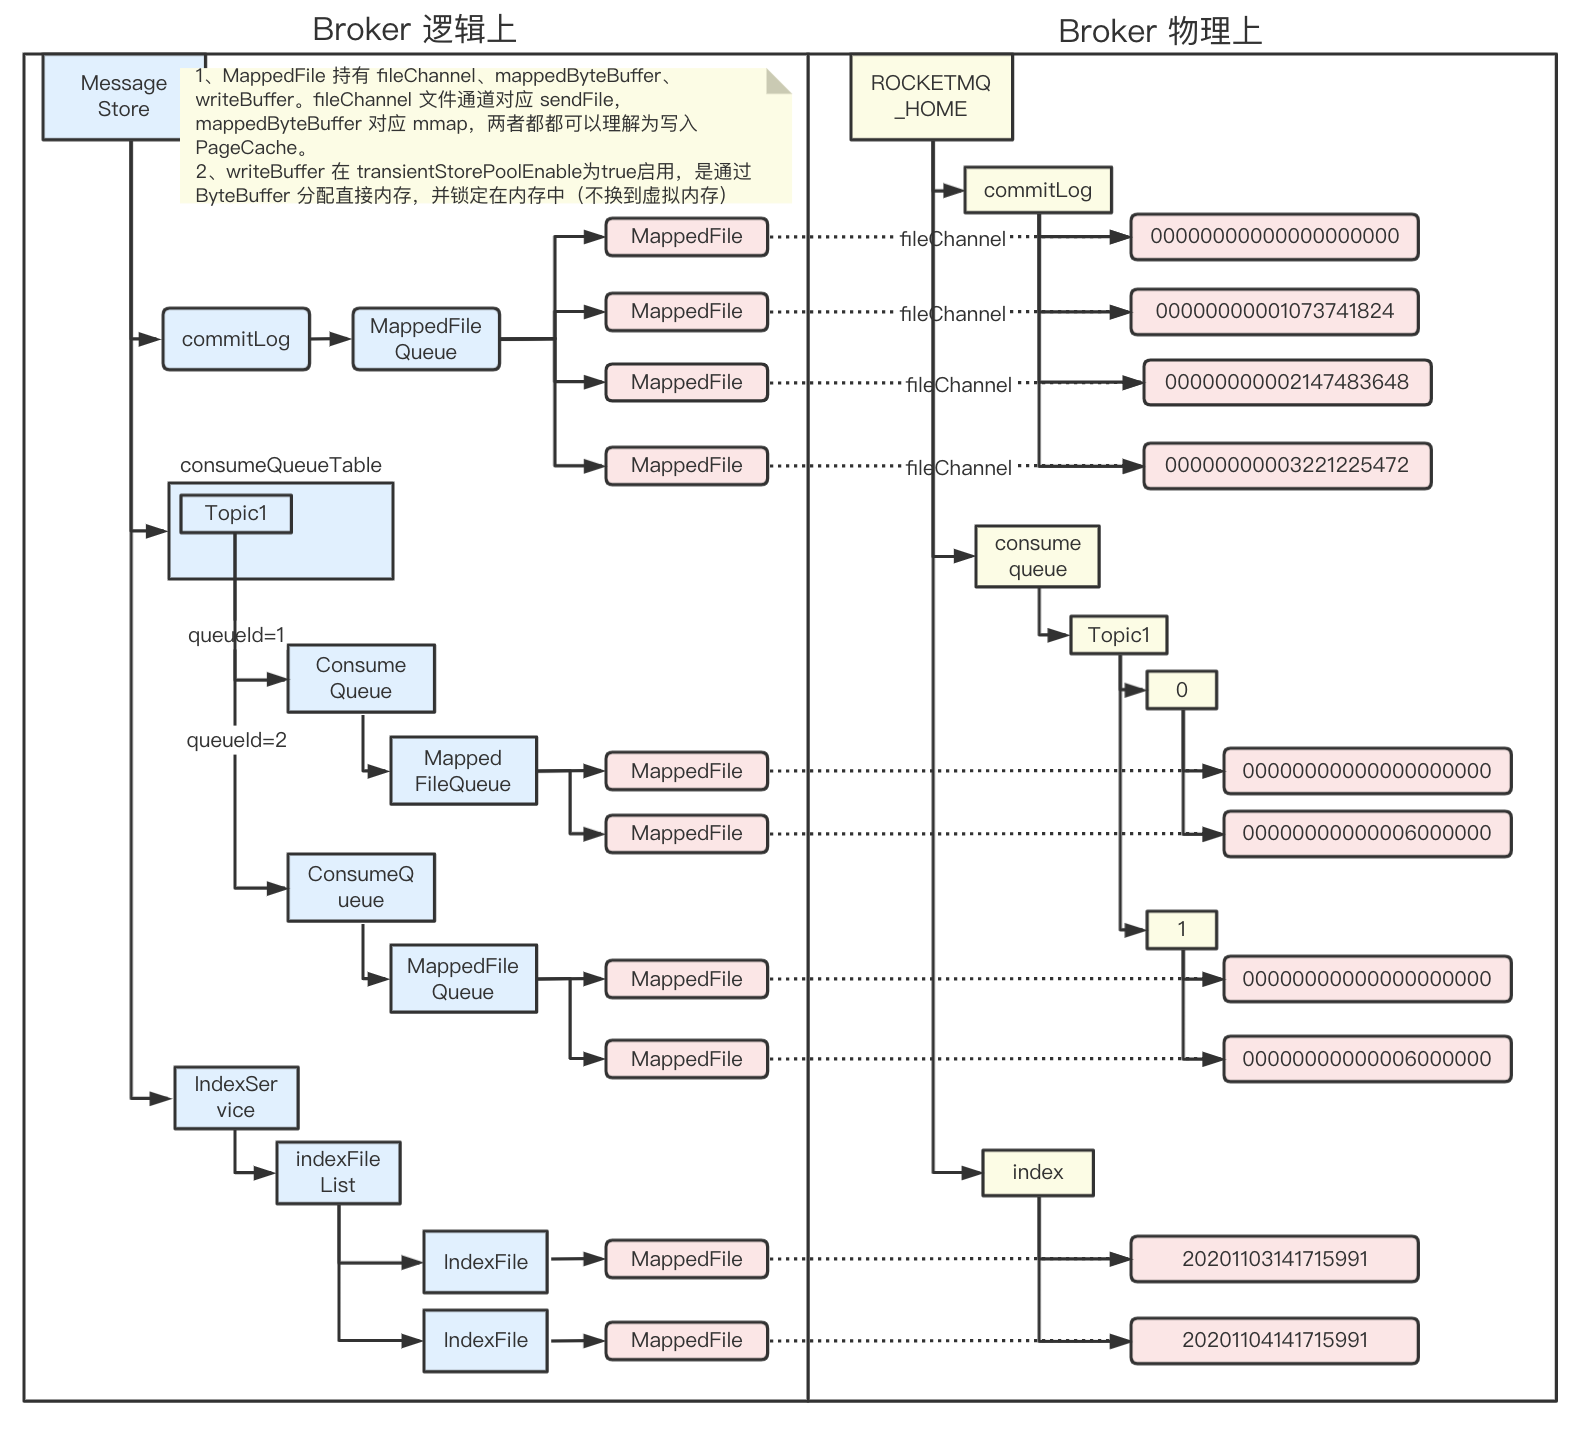 Broker 逻辑上
Message
Store
1、MappedFile 持有 fileChannel、mappedByteBuffer、
writeBuffer。fileChannel 文件通道对应 sendFile，
mappedByteBuffer 对应 mmap，两者都都可以理解为写入
PageCache。
2、writeBuffer 在 transientStorePoolEnable为true启用，是通过
ByteBuffer 分配直接内存，并锁定在内存中（不换到虚拟内存）
commitLog
MappedFile
Queue
MappedFile
MappedFile
MappedFile
MappedFile
fileChannel
fileChannel
fileChannel
fileChannel
consumeQueueTable
Topic1
queueId=1
Consume
Queue
queueId=2
Mapped
FileQueue
MappedFile
MappedFile
ConsumeQ
ueue
MappedFile
Queue
MappedFile
MappedFile
IndexSer
vice
indexFile
List
IndexFile
MappedFile
IndexFile
MappedFile
Broker 物理上
ROCKETMQ
_HOME
commitLog
00000000000000000000
00000000001073741824
00000000002147483648
00000000003221225472
consume
queue
Topic1
0
00000000000000000000
00000000000006000000
1
00000000000000000000
00000000000006000000
index
20201103141715991
20201104141715991